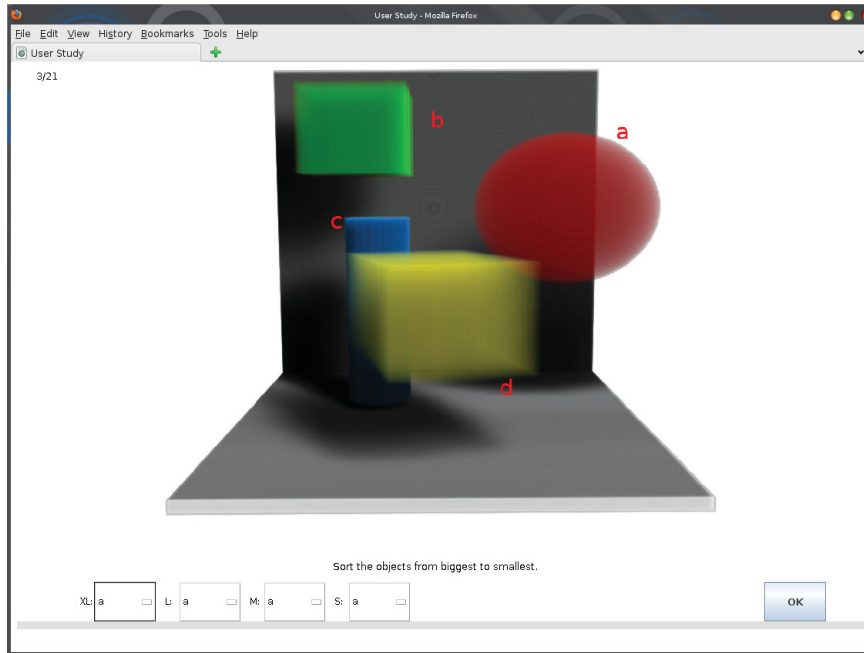 User Study - Mozilla Firefox
File Edit View History Bookmarks Tools Help
User Study
3/21
b
a
c
d
Sort the objects from biggest to smallest.
XL: a L: a M: a S: a OK